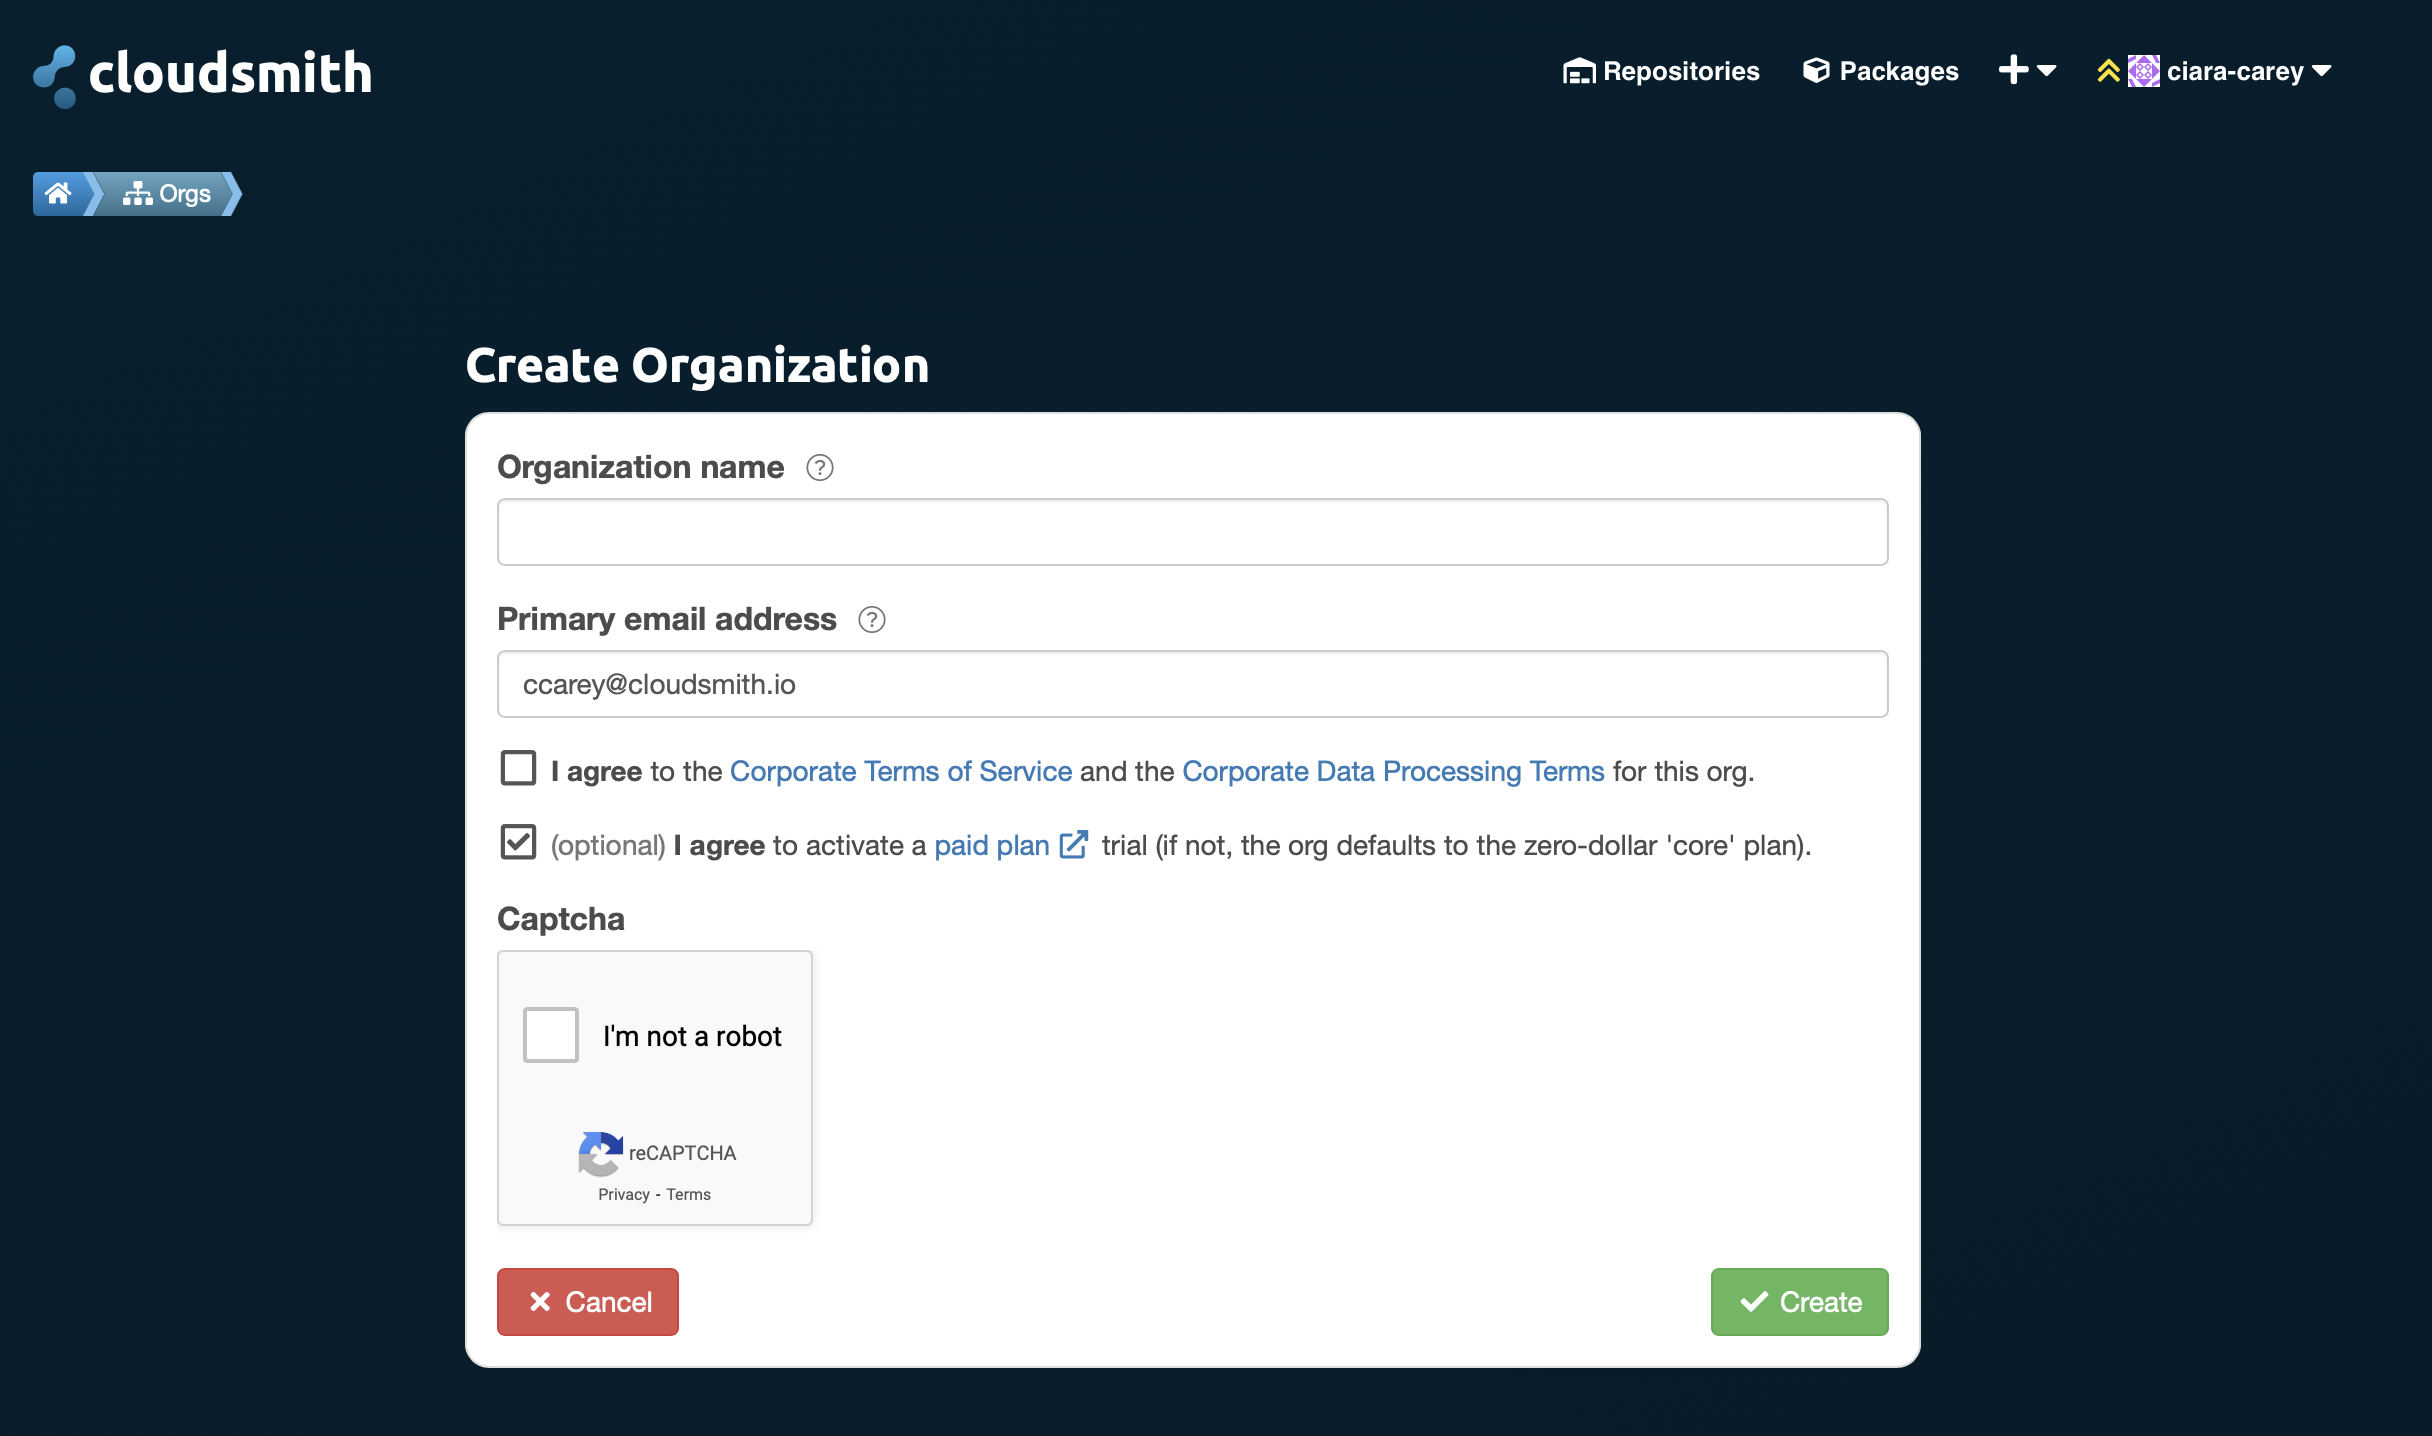 cloudsmith
Repositories Packages ciara-carey
Orgs
Create Organization
Organization name ?
Primary email address ?
ccarey@cloudsmith.io
I agree to the Corporate Terms of Service and the Corporate Data Processing Terms for this org.
(optional) I agree to activate a paid plan trial (if not, the org defaults to the zero-dollar 'core' plan).
Captcha
I'm not a robot
reCAPTCHA
Privacy - Terms
Cancel Create